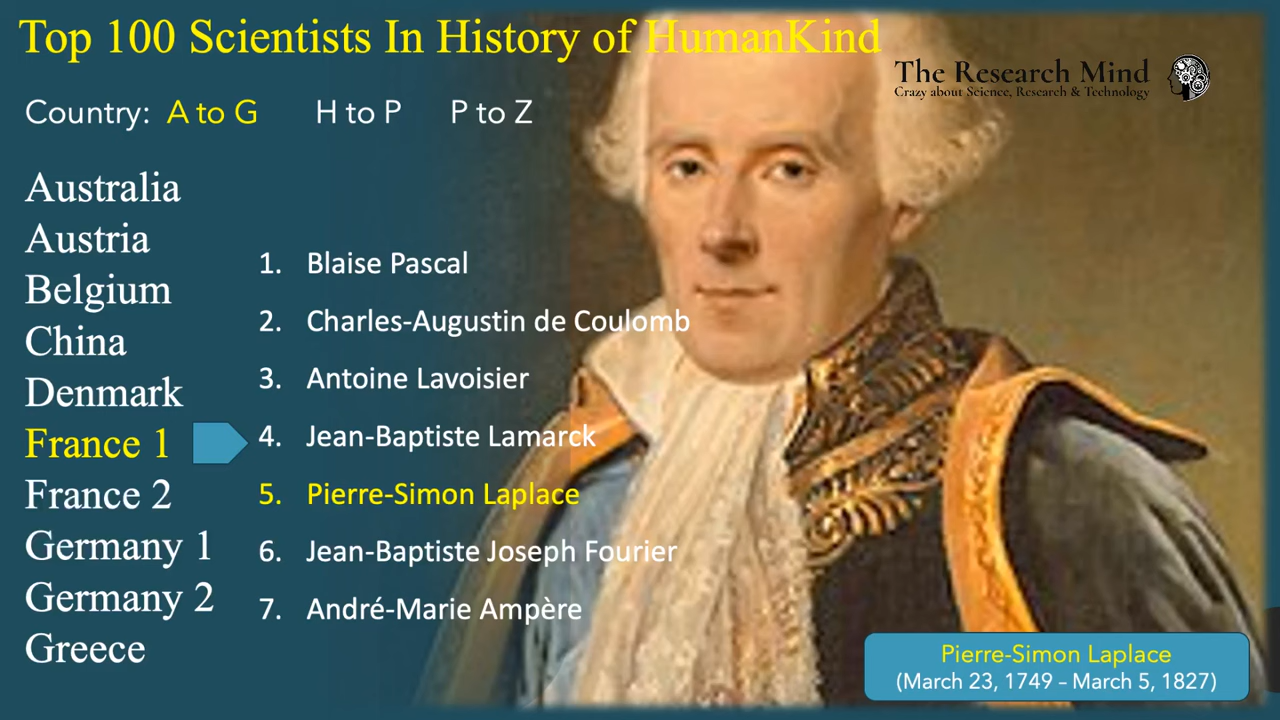 Top 100 Scientists In History of HumanKind
The Research Mind
Crazy about Science, Research & Technology
Country: A to G H to P P to Z
Australia
Austria
Belgium
China
Denmark
France 1
France 2
Germany 1
Germany 2
Greece
1. Blaise Pascal
2. Charles-Augustin de Coulomb
3. Antoine Lavoisier
4. Jean-Baptiste Lamarck
5. Pierre-Simon Laplace
6. Jean-Baptiste Joseph Fourier
7. André-Marie Ampère
Pierre-Simon Laplace
(March 23, 1749 – March 5, 1827)